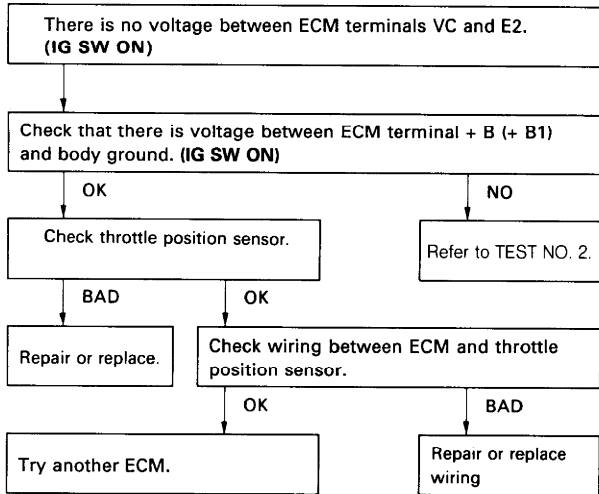 There is no voltage between ECM terminals VC and E2.
(IG SW ON)
Check that there is voltage between ECM terminal + B (+ B1)
and body ground. (IG SW ON)
OK
NO
Check throttle position sensor.
Refer to TEST NO. 2.
BAD
OK
Repair or replace.
Check wiring between ECM and throttle
position sensor.
OK
BAD
Try another ECM.
Repair or replace
wiring